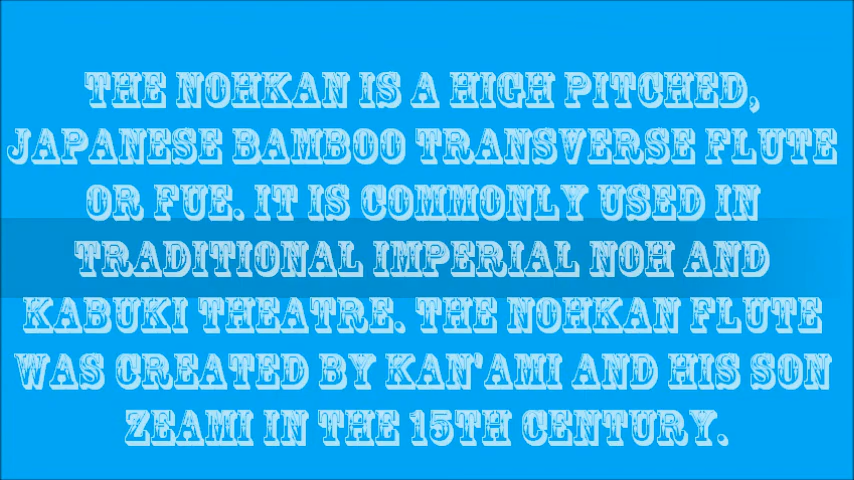 THE NOHKAN IS A HIGH PITCHED,
JAPANESE BAMBOO TRANSVERSE FLUTE
OR FUE. IT IS COMMONLY USED IN
TRADITIONAL IMPERIAL NOH AND
KABUKI THEATRE. THE NOHKAN FLUTE
WAS CREATED BY KAN'AMI AND HIS SON
ZEAMI IN THE 15TH CENTURY.